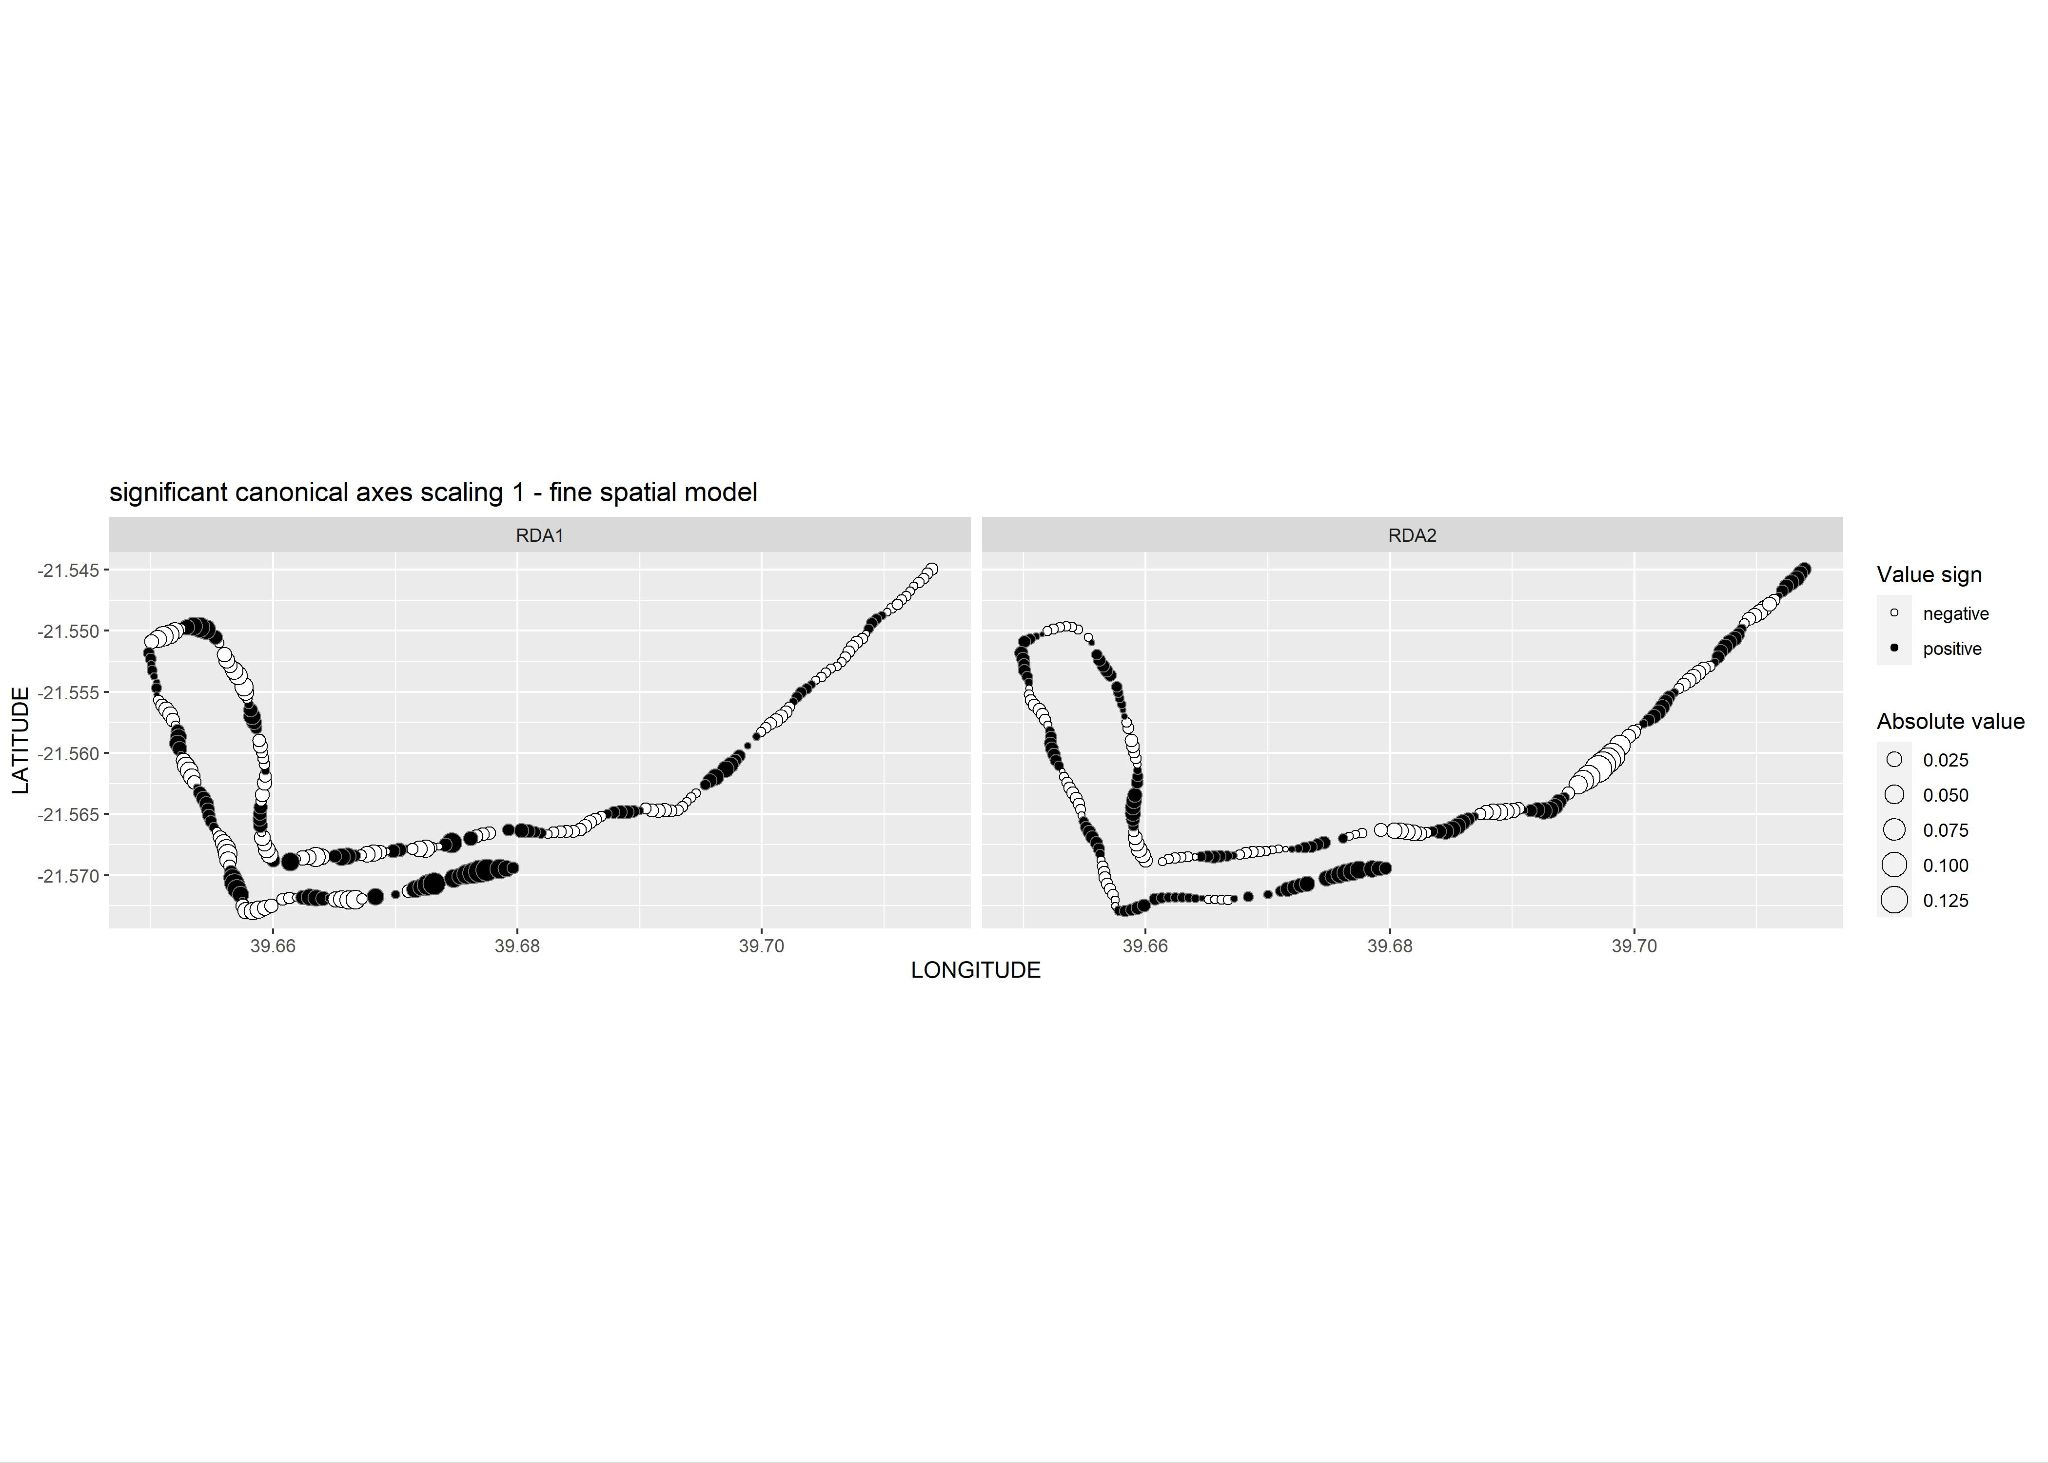 significant canonical axes scaling 1 - fine spatial model
RDA1
RDA2
LATITUDE
-21.545
-21.550
-21.555
-21.560
-21.565
-21.570
39.66
39.68
39.70
39.66
39.68
39.70
LONGITUDE
Value sign
negative
positive
Absolute value
0.025
0.050
0.075
0.100
0.125